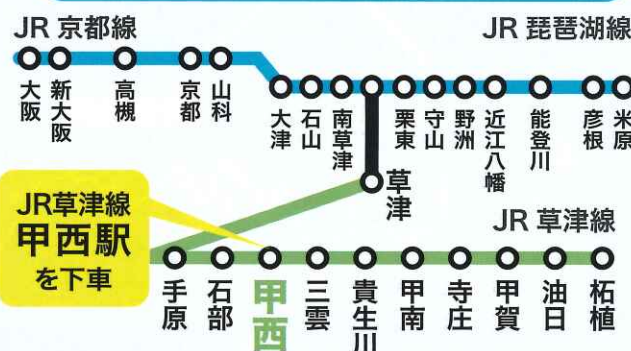 JR 京都線
JR 琵琶湖線
大阪
新大阪
高槻
京都
山科
大津
石山
南草津
栗東
守山
野洲
近江八幡
能登川
彦根
米原
草津
JR草津線
甲西駅
を下車
JR 草津線
手原
石部
甲西
三雲
貴生川
甲南
寺庄
甲賀
油日
柘植